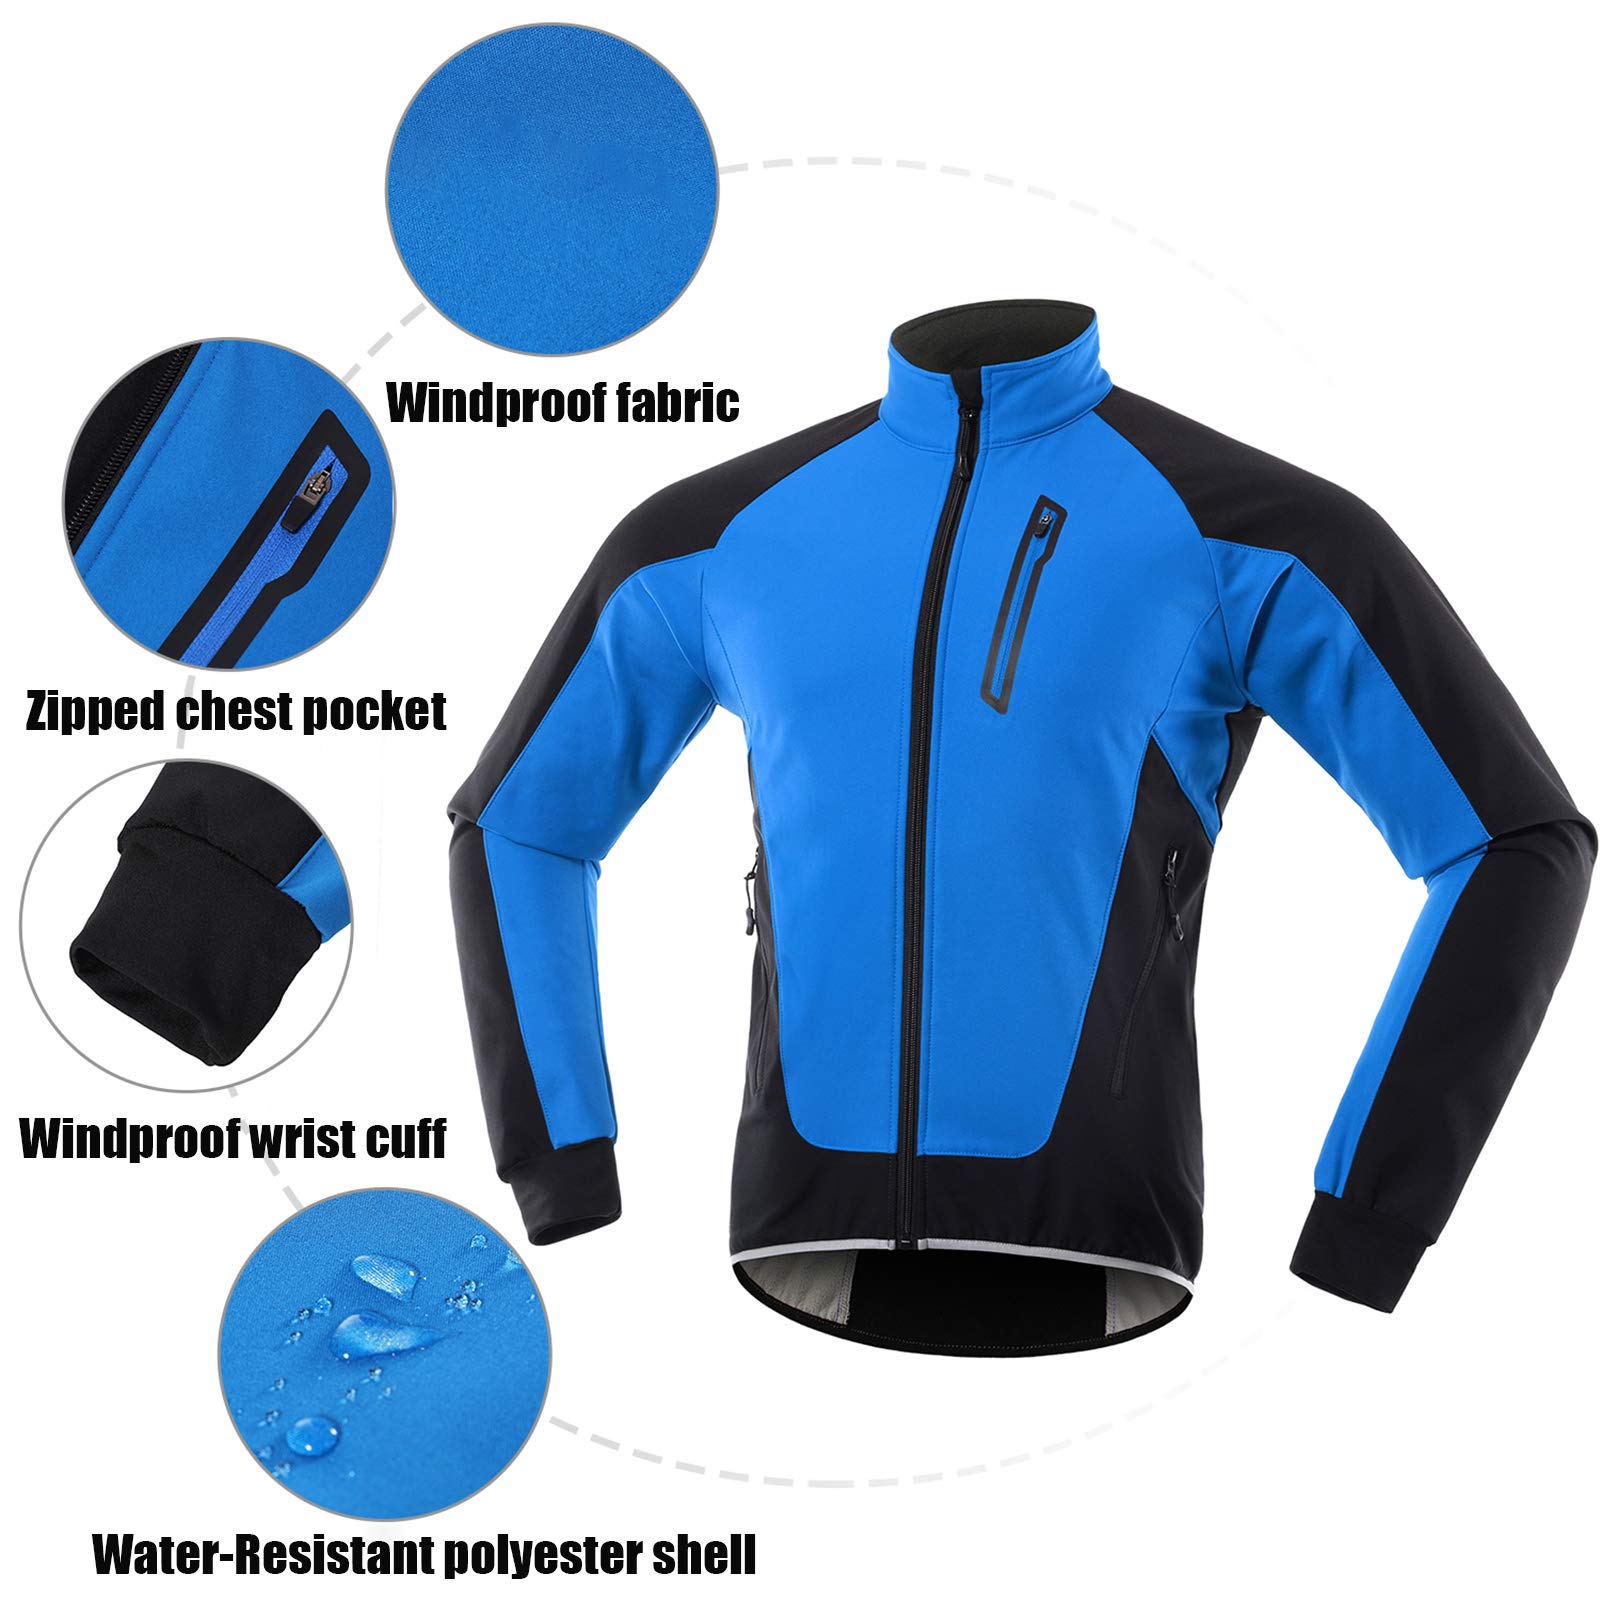 Windproof fabric
Zipped chest pocket
Windproof wrist cuff
Water-Resistant polyester shell